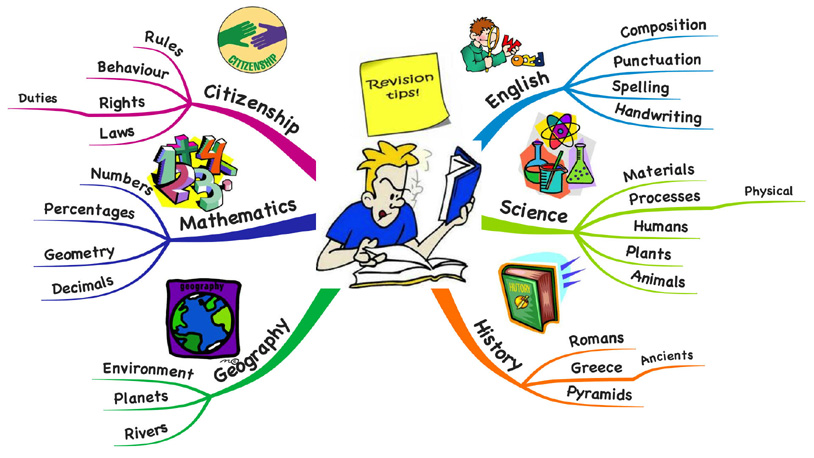 Revision
tips!
English
Composition
Punctuation
Spelling
Handwriting
Science
Materials
Processes
Physical
Humans
Plants
Animals
HISTORY
History
Romans
Greece
Ancients
Pyramids
geography
Geography
Environment
Planets
Rivers
Mathematics
Numbers
Percentages
Geometry
Decimals
CITIZENSHIP
Citizenship
Rules
Behaviour
Rights
Duties
Laws